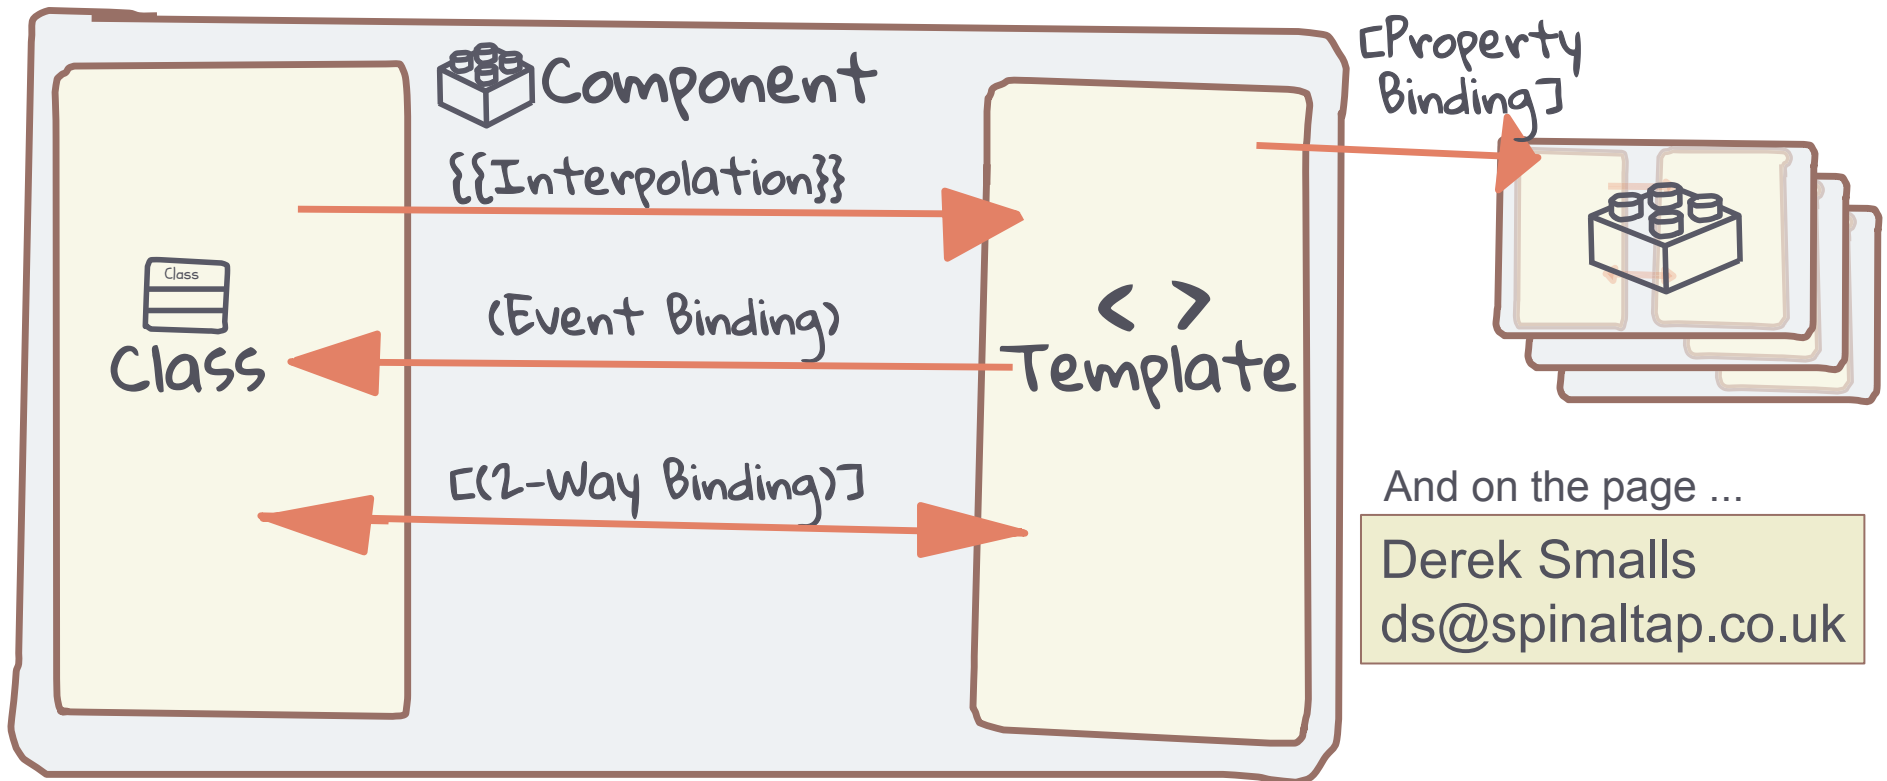 Component
{{Interpolation}}
(Event Binding)
[(2-Way Binding)]
Class
Class
< >
Template
[Property
Binding]
And on the page ...
Derek Smalls
ds@spinaltap.co.uk